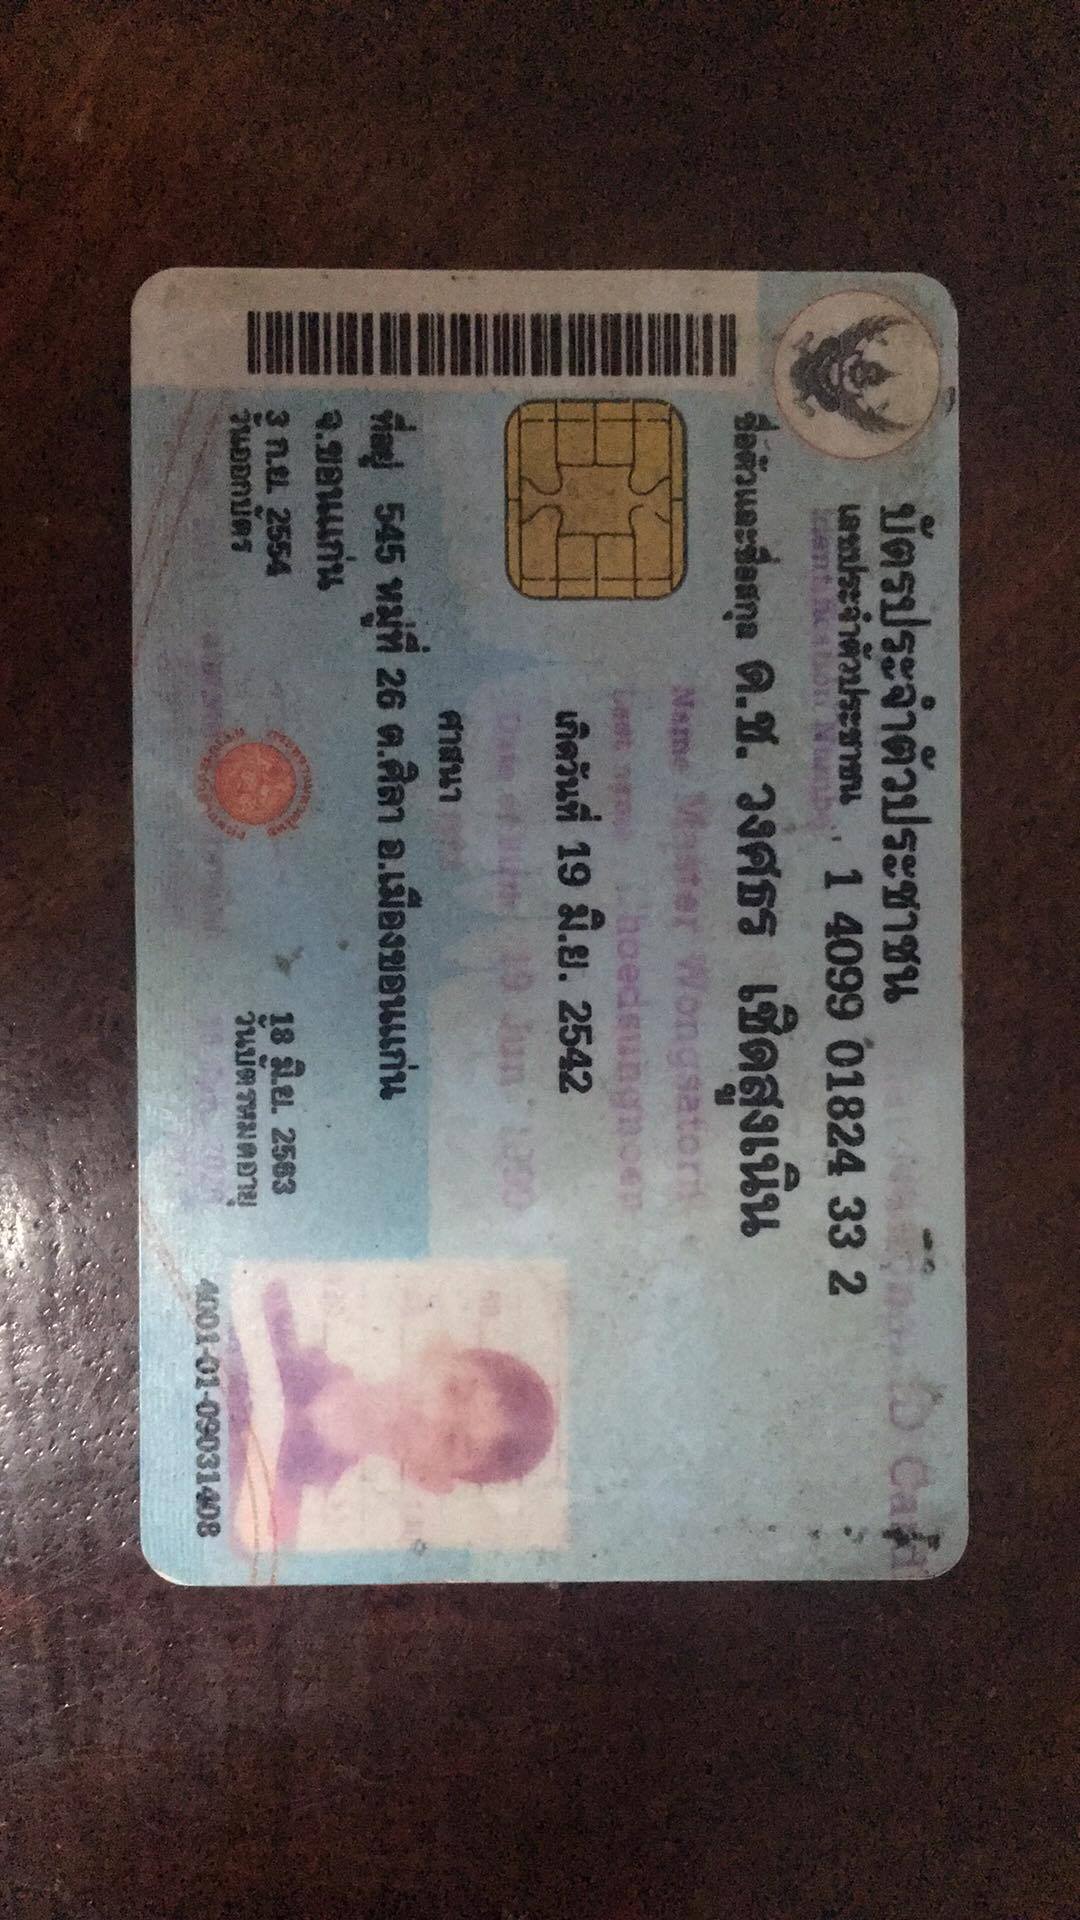 บัตรประจำตัวประชาชน
เลขประจำตัวประชาชน 1 4099 01824 33 2
Identification Number
ชื่อตัวและชื่อสกุล ด.ช. วงศธร เชิดสูงเนิน
Name Master Wongsatorn
Last name
เกิดวันที่ 19 มิ.ย. 2542
Date of Birth 19 Jun. 1999
ศาสนา
ที่อยู่ 545 หมู่ที่ 26 ต.ศิลา อ.เมืองขอนแก่น
จ.ขอนแก่น
3 ก.ย. 2554
วันออกบัตร
18 มิ.ย. 2563
วันบัตรหมดอายุ
4001-01-09031408